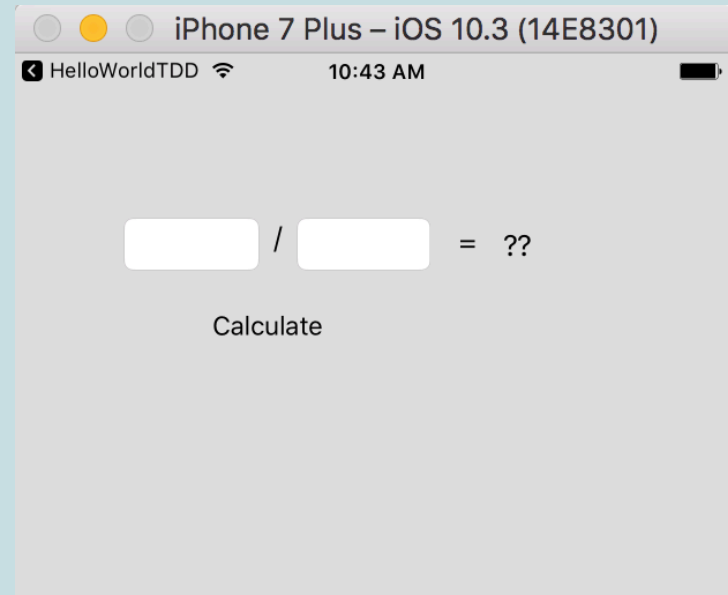 iPhone 7 Plus – iOS 10.3 (14E8301)
HelloWorldTDD 10:43 AM
/ = ??
Calculate